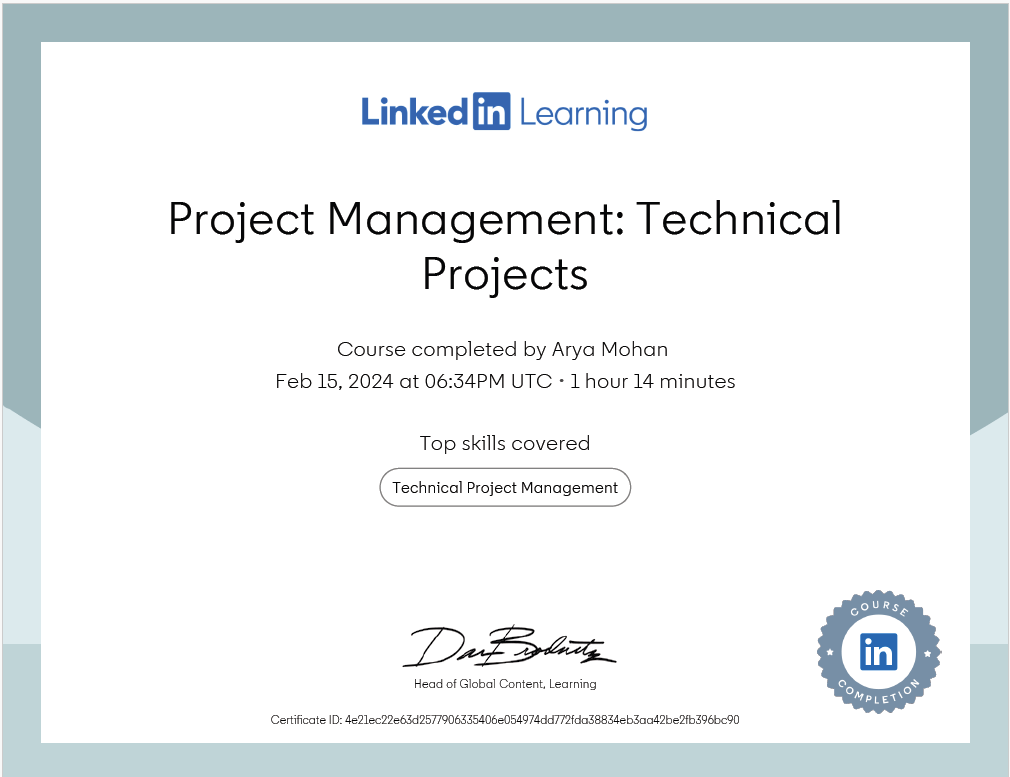 Linked in Learning
Project Management: Technical
Projects
Course completed by Arya Mohan
Feb 15, 2024 at 06:34PM UTC • 1 hour 14 minutes
Top skills covered
Technical Project Management
Head of Global Content, Learning
Certificate ID: 4e21ec22e63d2577906335406e054974dd772fda38834eb3aa42be2fb396bc90
COURSE
in
COMPLETION